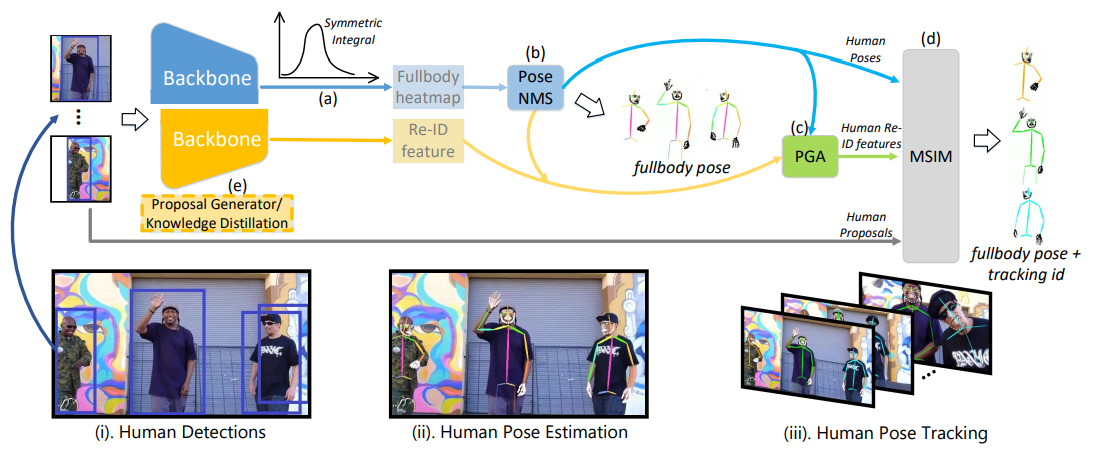 Symmetric
Integral
Backbone
(a)
Fullbody
heatmap
(b)
Pose
NMS
Human
Poses
(d)
Backbone
Re-ID
feature
fullbody pose
(c)
PGA
Human Re-
ID features
MSIM
(e)
Proposal Generator/
Knowledge Distillation
Human
Proposals
fullbody pose +
tracking id
(i). Human Detections
(ii). Human Pose Estimation
(iii). Human Pose Tracking